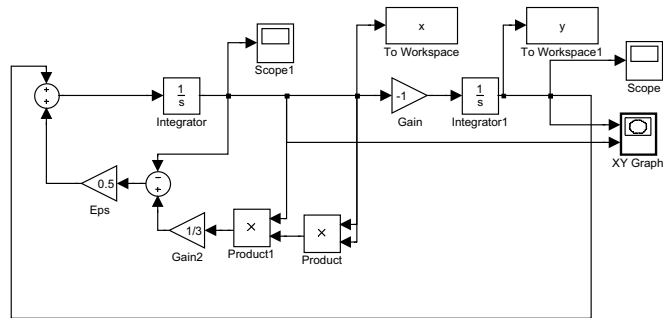 x
To Workspace
y
To Workspace1
Scope1
Scope
+
+
1
s
Integrator
-1
Gain
1
s
Integrator1
XY Graph
0.5
Eps
−
+
1/3
Gain2
×
Product1
×
Product